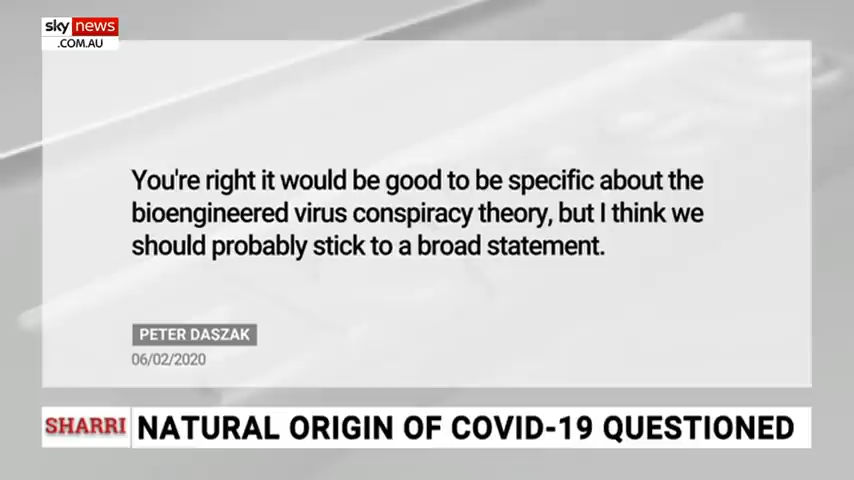 sky news
.COM.AU
You're right it would be good to be specific about the
bioengineered virus conspiracy theory, but I think we
should probably stick to a broad statement.
PETER DASZAK
06/02/2020
SHARRI NATURAL ORIGIN OF COVID-19 QUESTIONED